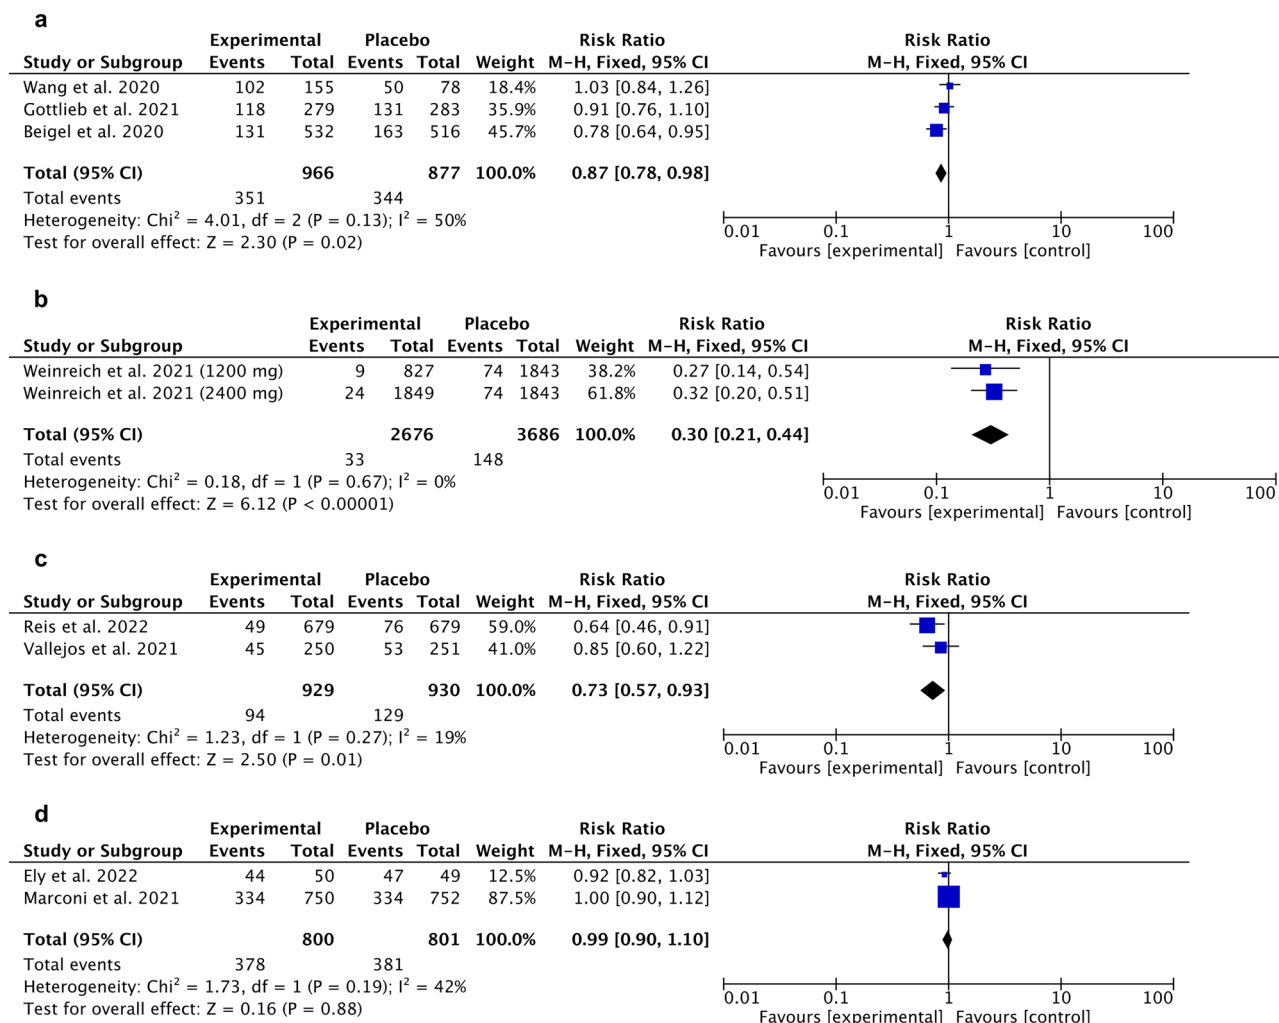 a
Experimental Placebo Risk Ratio Risk Ratio
Study or Subgroup Events Total Events Total Weight M-H, Fixed, 95% CI M-H, Fixed, 95% CI
Wang et al. 2020 102 155 50 78 18.4% 1.03 [0.84, 1.26]
Gottlieb et al. 2021 118 279 131 283 35.9% 0.91 [0.76, 1.10]
Beigel et al. 2020 131 532 163 516 45.7% 0.78 [0.64, 0.95]
Total (95% CI) 966 877 100.0% 0.87 [0.78, 0.98]
Total events 351 344
Heterogeneity: Chi² = 4.01, df = 2 (P = 0.13); I² = 50%
Test for overall effect: Z = 2.30 (P = 0.02)
0.01 0.1 1 10 100
Favours [experimental] Favours [control]
b
Experimental Placebo Risk Ratio Risk Ratio
Study or Subgroup Events Total Events Total Weight M-H, Fixed, 95% CI M-H, Fixed, 95% CI
Weinreich et al. 2021 (1200 mg) 9 827 74 1843 38.2% 0.27 [0.14, 0.54]
Weinreich et al. 2021 (2400 mg) 24 1849 74 1843 61.8% 0.32 [0.20, 0.51]
Total (95% CI) 2676 3686 100.0% 0.30 [0.21, 0.44]
Total events 33 148
Heterogeneity: Chi² = 0.18, df = 1 (P = 0.67); I² = 0%
Test for overall effect: Z = 6.12 (P < 0.00001)
0.01 0.1 1 10 100
Favours [experimental] Favours [control]
c
Experimental Placebo Risk Ratio Risk Ratio
Study or Subgroup Events Total Events Total Weight M-H, Fixed, 95% CI M-H, Fixed, 95% CI
Reis et al. 2022 49 679 76 679 59.0% 0.64 [0.46, 0.91]
Vallejos et al. 2021 45 250 53 251 41.0% 0.85 [0.60, 1.22]
Total (95% CI) 929 930 100.0% 0.73 [0.57, 0.93]
Total events 94 129
Heterogeneity: Chi² = 1.23, df = 1 (P = 0.27); I² = 19%
Test for overall effect: Z = 2.50 (P = 0.01)
0.01 0.1 1 10 100
Favours [experimental] Favours [control]
d
Experimental Placebo Risk Ratio Risk Ratio
Study or Subgroup Events Total Events Total Weight M-H, Fixed, 95% CI M-H, Fixed, 95% CI
Ely et al. 2022 44 50 47 49 12.5% 0.92 [0.82, 1.03]
Marconi et al. 2021 334 750 334 752 87.5% 1.00 [0.90, 1.12]
Total (95% CI) 800 801 100.0% 0.99 [0.90, 1.10]
Total events 378 381
Heterogeneity: Chi² = 1.73, df = 1 (P = 0.19); I² = 42%
Test for overall effect: Z = 0.16 (P = 0.88)
0.01 0.1 1 10 100
Favours [experimental] Favours [control]